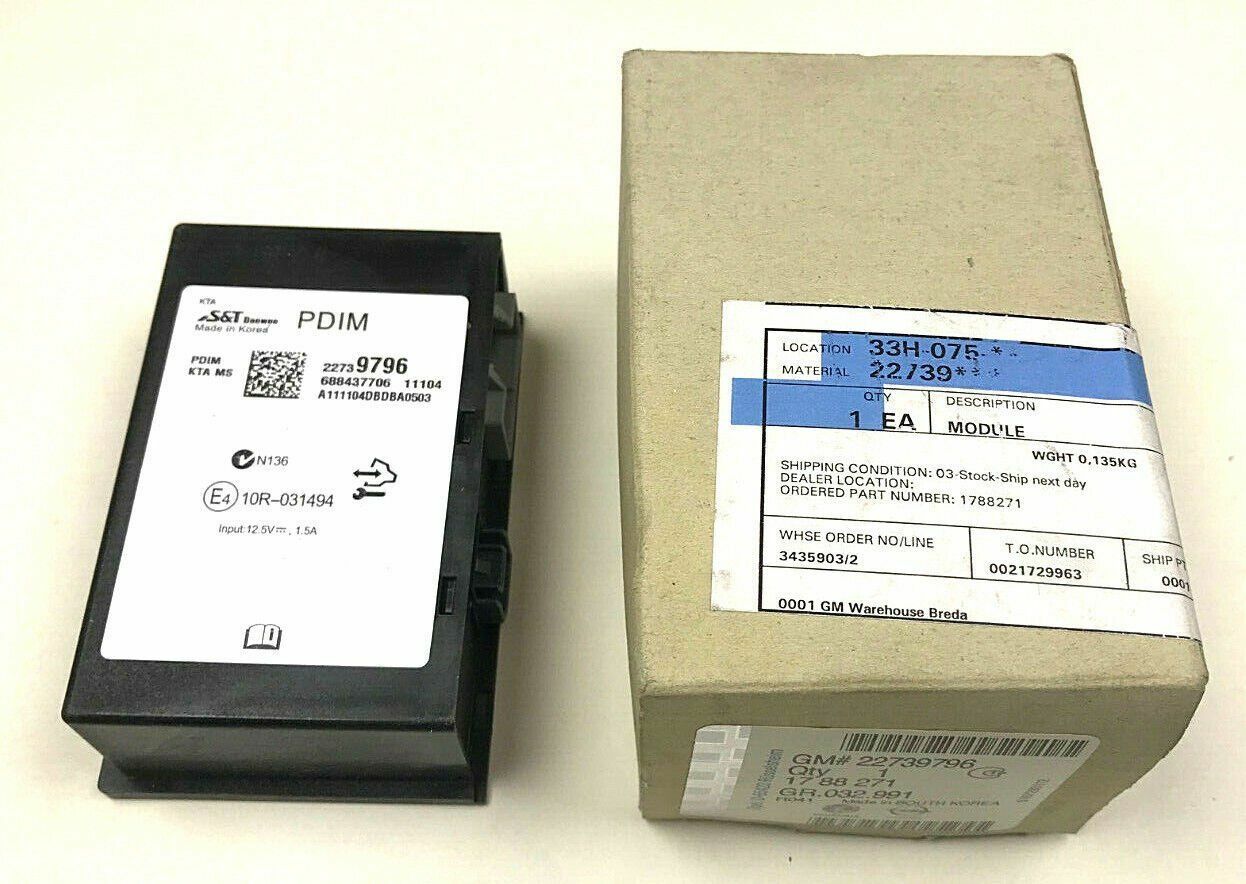 KTA
S&T Daewoo PDIM
Made in Korea
PDIM 22739796
KTA MS 688437706 11104
A111104DBDBA0503
N136
E4 10R-031494
Input:12.5V⎓, 1.5A
LOCATION 33H-075-*
MATERIAL 22739***
QTY DESCRIPTION
1 EA MODULE
WGHT 0,135KG
SHIPPING CONDITION: 03-Stock-Ship next day
DEALER LOCATION:
ORDERED PART NUMBER: 1788271
WHSE ORDER NO/LINE T.O.NUMBER SHIP
3435903/2 0021729963 0001
0001 GM Warehouse Breda
GM# 22739796
Qty 1
17 88 271
GR.032.991
R041 Made in SOUTH KOREA